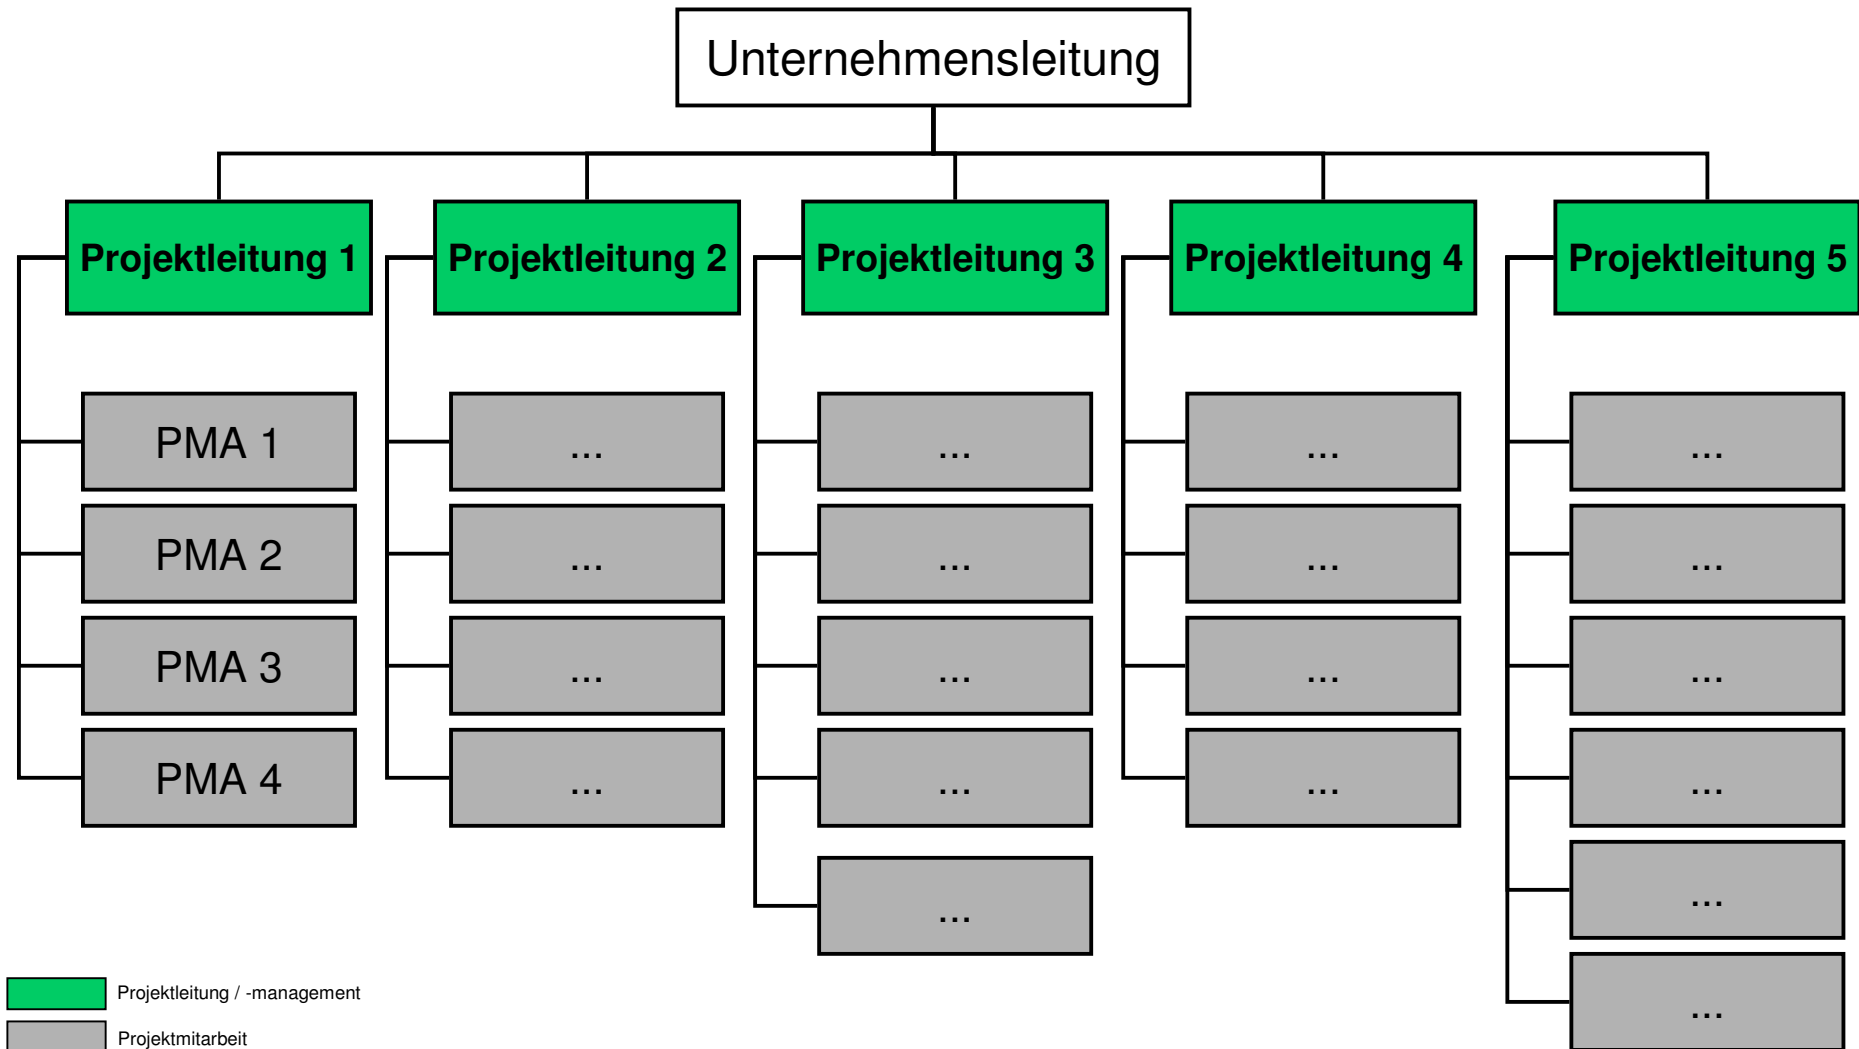 Unternehmensleitung
Projektleitung 1
Projektleitung 2
Projektleitung 3
Projektleitung 4
Projektleitung 5
PMA 1
...
...
...
...
PMA 2
...
...
...
...
PMA 3
...
...
...
...
PMA 4
...
...
...
...
...
...
...
Projektleitung / -management
Projektmitarbeit